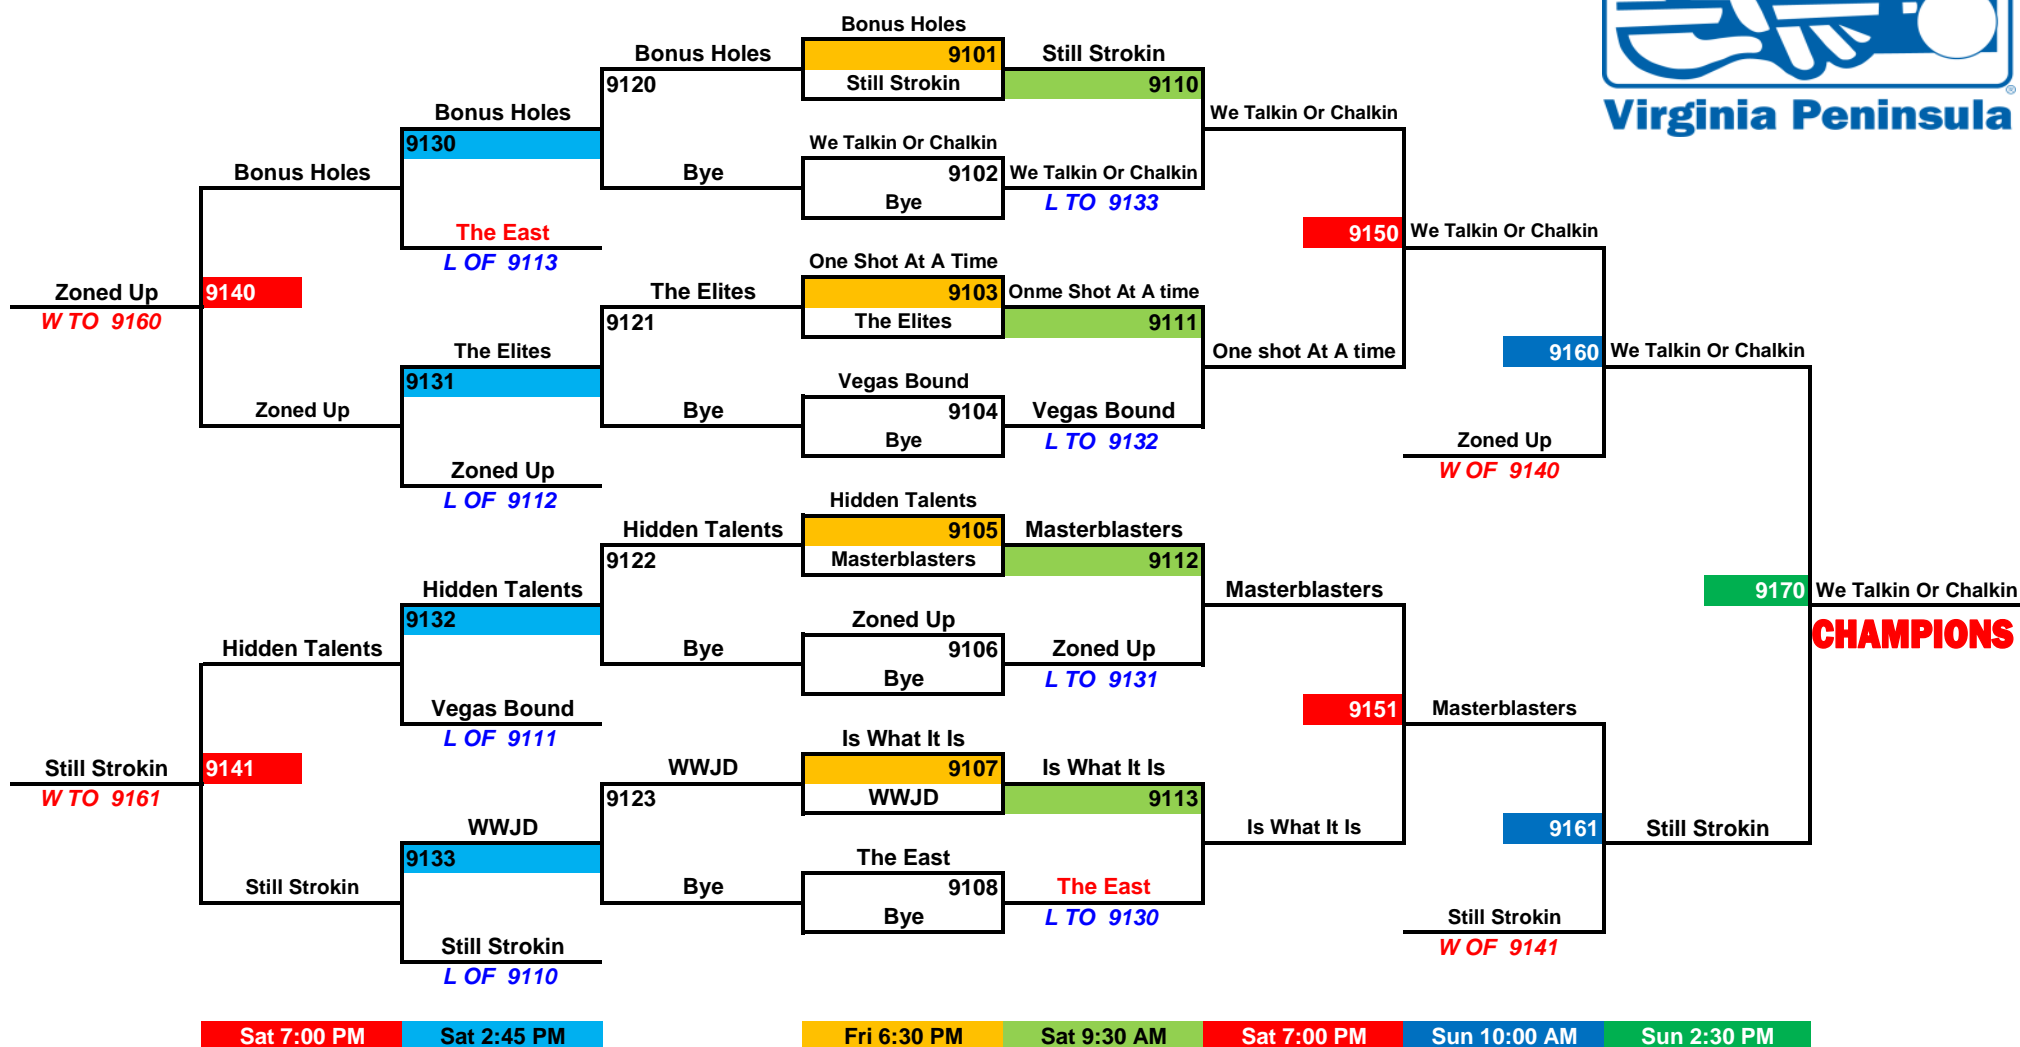 Bonus Holes
Bonus Holes
9101
Still Strokin
9120
Still Strokin
9110
Bonus Holes
We Talkin Or Chalkin
Virginia Peninsula
®
9130
We Talkin Or Chalkin
Bonus Holes
Bye
9102
We Talkin Or Chalkin
Bye
L TO 9133
The East
9150
We Talkin Or Chalkin
L OF 9113
One Shot At A Time
Zoned Up
9140
The Elites
9103
Onme Shot At A time
W TO 9160
9121
The Elites
9111
The Elites
One shot At A time
9160
We Talkin Or Chalkin
9131
Vegas Bound
Zoned Up
Bye
9104
Vegas Bound
Bye
L TO 9132
Zoned Up
Zoned Up
W OF 9140
L OF 9112
Hidden Talents
Hidden Talents
9105
Masterblasters
9122
Masterblasters
9112
Hidden Talents
Masterblasters
9170
We Talkin Or Chalkin
9132
Zoned Up
CHAMPIONS
Hidden Talents
Bye
9106
Zoned Up
Bye
L TO 9131
Vegas Bound
9151
Masterblasters
L OF 9111
Is What It Is
Still Strokin
9141
WWJD
9107
Is What It Is
W TO 9161
9123
WWJD
9113
WWJD
Is What It Is
9161
Still Strokin
9133
The East
Still Strokin
Bye
9108
The East
Bye
L TO 9130
Still Strokin
Still Strokin
W OF 9141
L OF 9110
Sat 7:00 PM
Sat 2:45 PM
Fri 6:30 PM
Sat 9:30 AM
Sat 7:00 PM
Sun 10:00 AM
Sun 2:30 PM